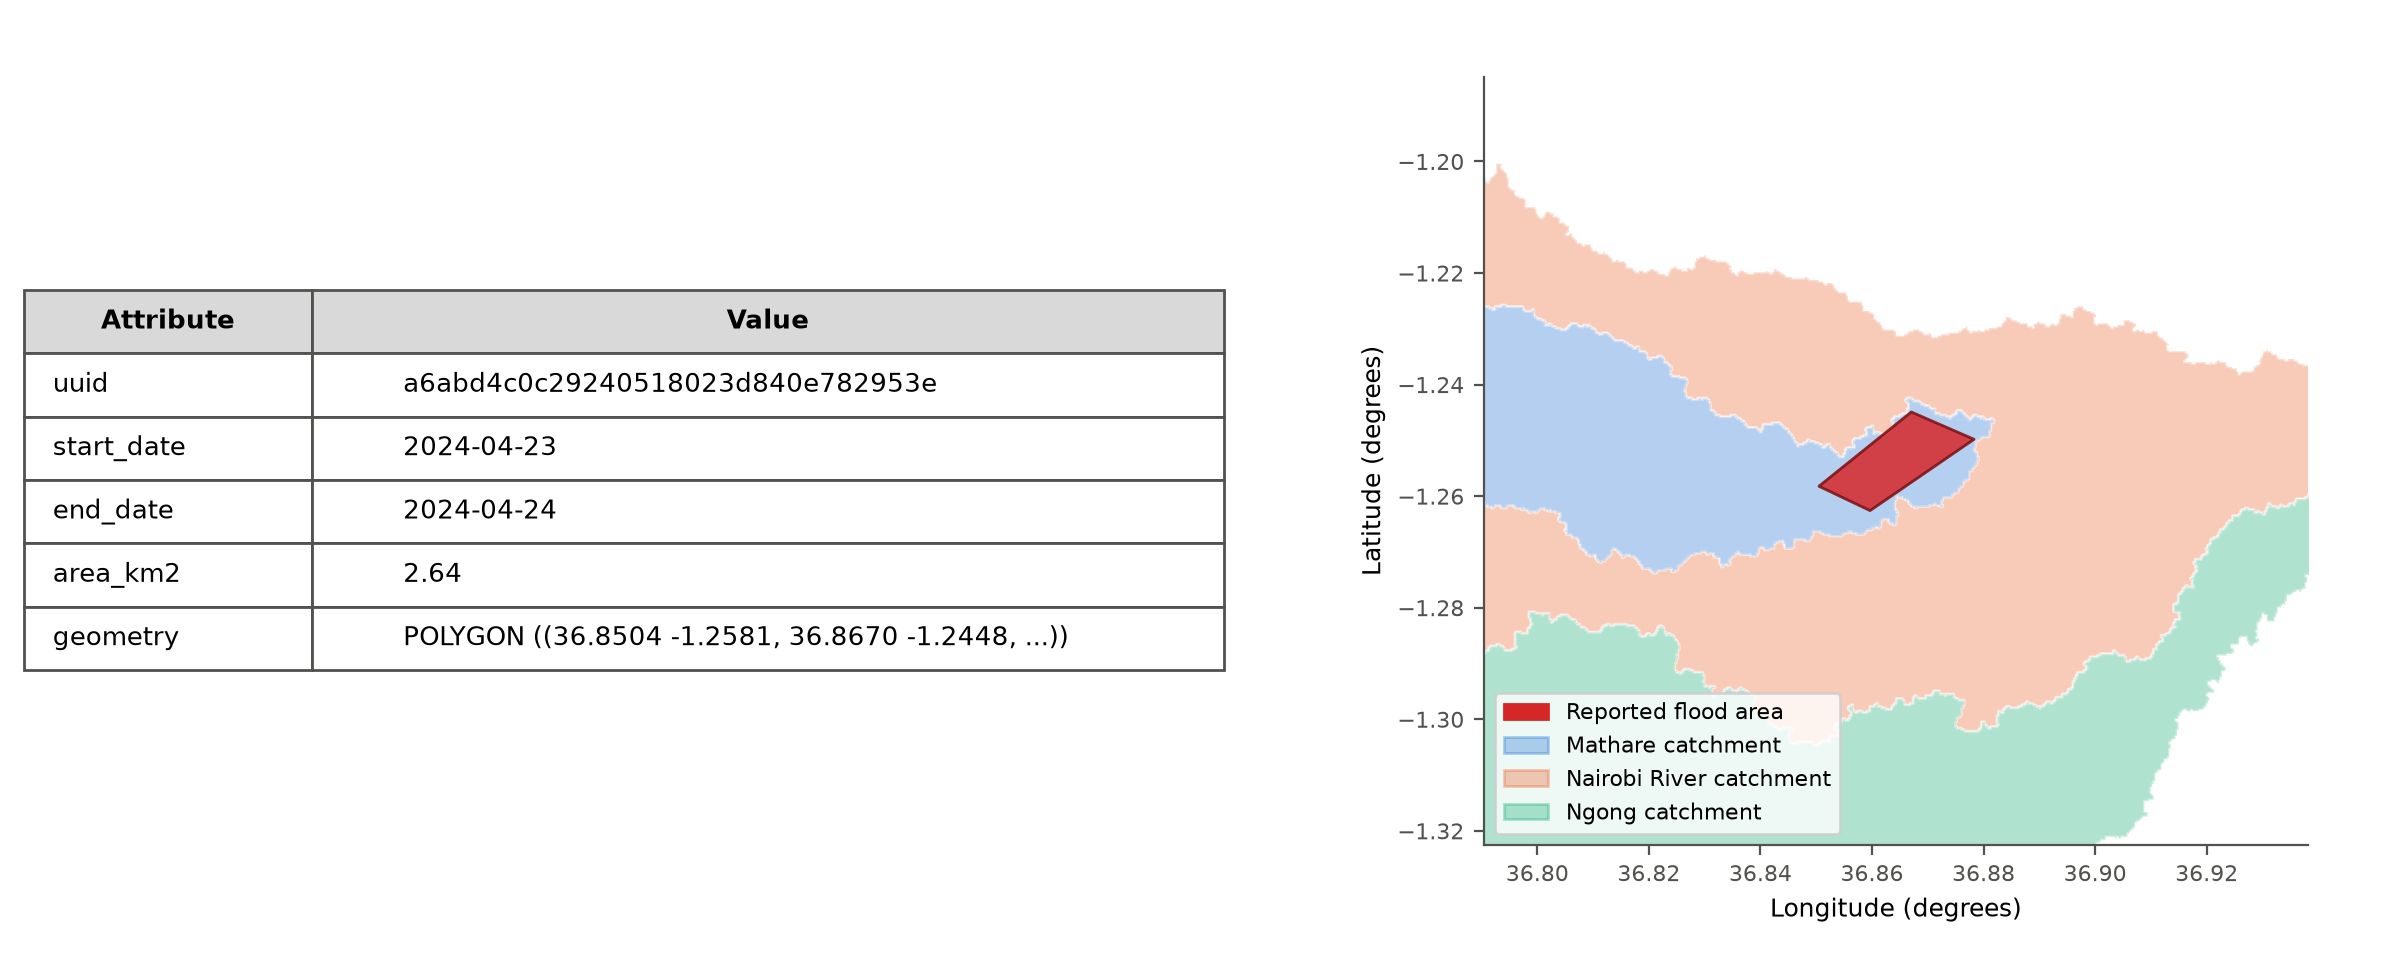 Attribute Value
uuid a6abd4c0c29240518023d840e782953e
start_date 2024-04-23
end_date 2024-04-24
area_km2 2.64
geometry POLYGON ((36.8504 -1.2581, 36.8670 -1.2448, ...))
Latitude (degrees)
−1.20
−1.22
−1.24
−1.26
−1.28
−1.30
−1.32
Reported flood area
Mathare catchment
Nairobi River catchment
Ngong catchment
36.80 36.82 36.84 36.86 36.88 36.90 36.92
Longitude (degrees)